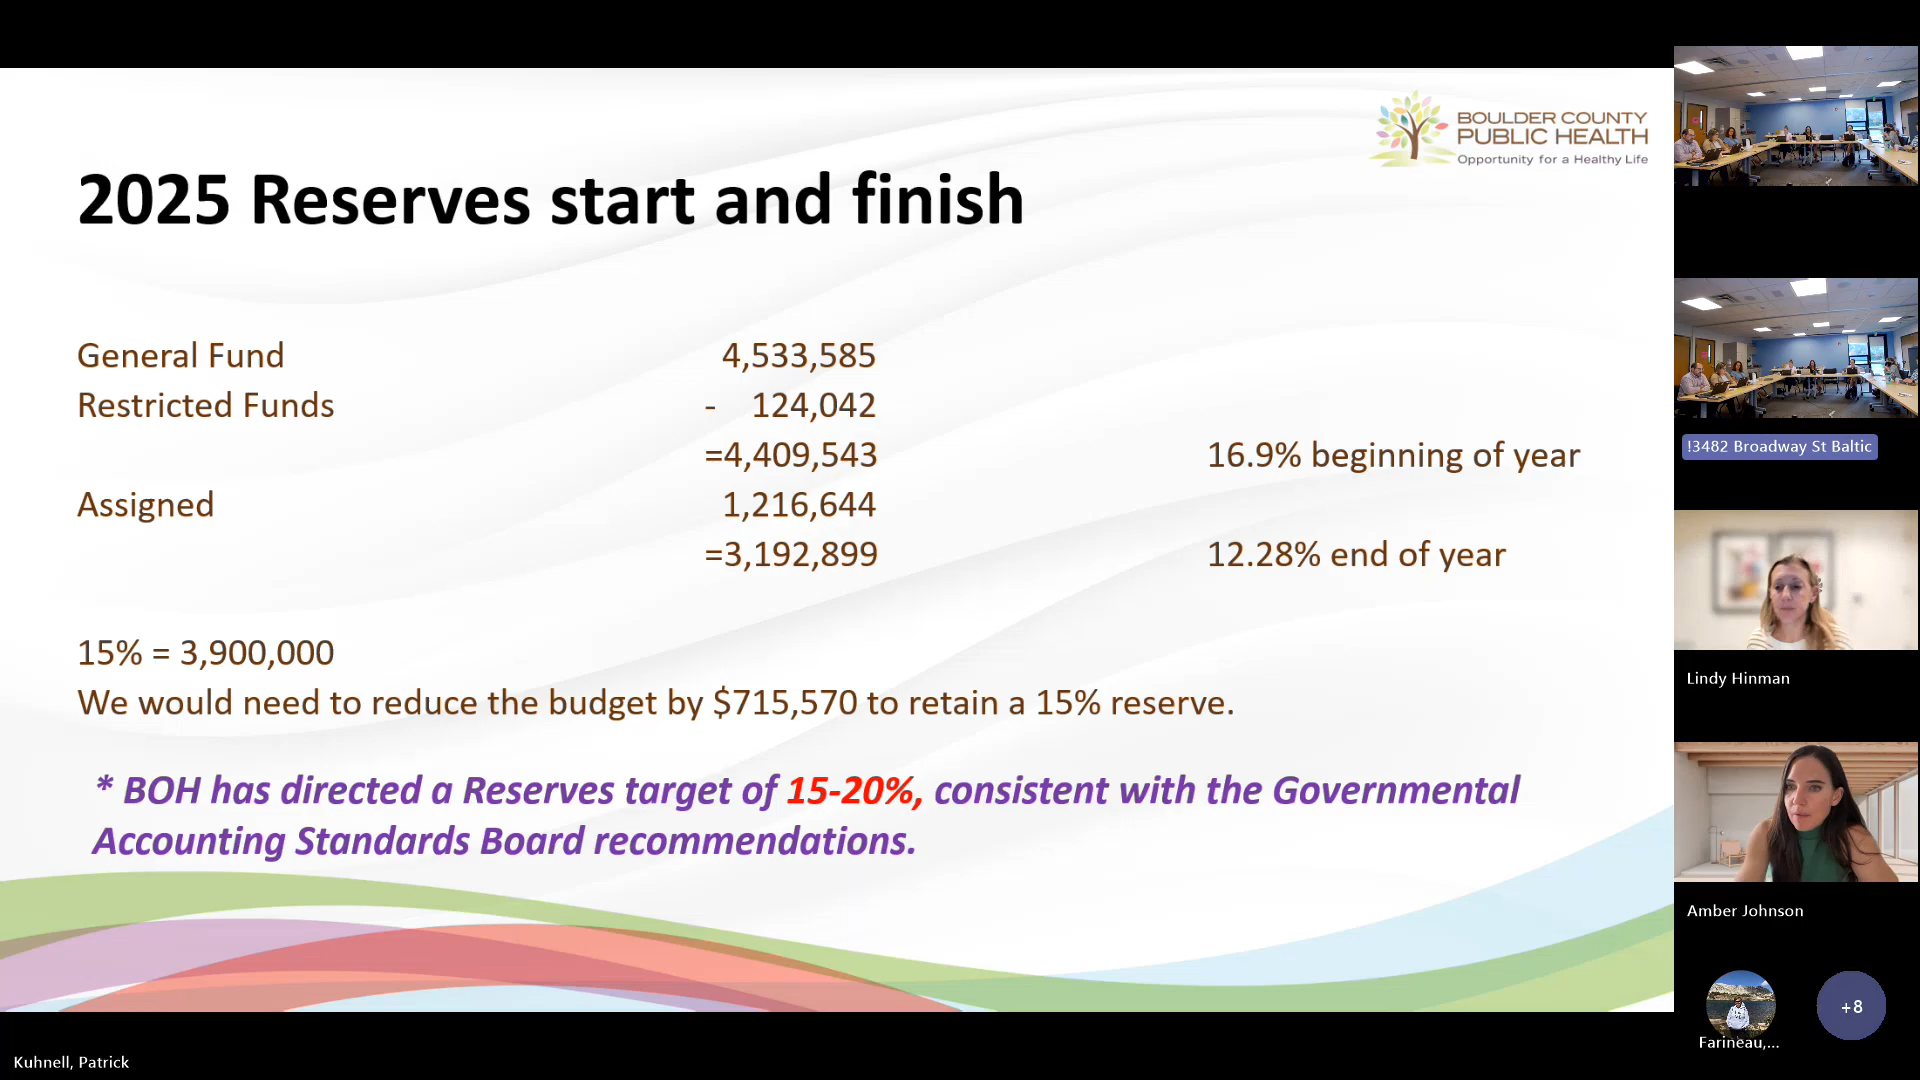 BOULDER COUNTY
PUBLIC HEALTH
Opportunity for a Healthy Life
2025 Reserves start and finish
General Fund 4,533,585
Restricted Funds - 124,042
=4,409,543 16.9% beginning of year
Assigned 1,216,644
=3,192,899 12.28% end of year
15% = 3,900,000
We would need to reduce the budget by $715,570 to retain a 15% reserve.
* BOH has directed a Reserves target of 15-20%, consistent with the Governmental
Accounting Standards Board recommendations.
!3482 Broadway St Baltic
Lindy Hinman
Amber Johnson
+8
Farineau,...
Kuhnell, Patrick